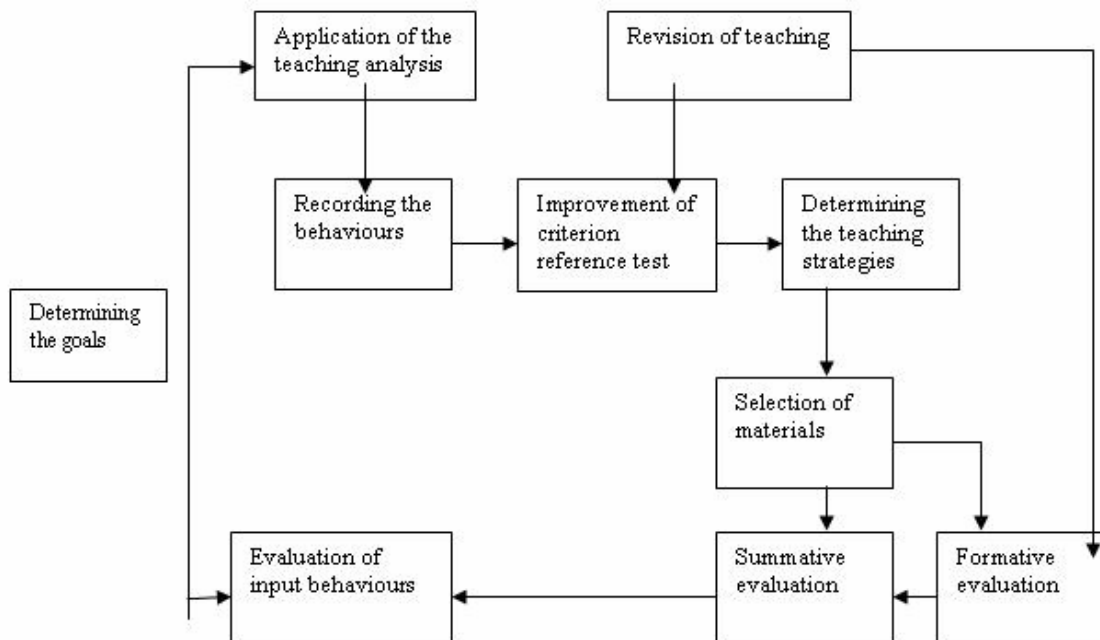 Application of the
teaching analysis
Revision of teaching
Recording the
behaviours
Improvement of
criterion
reference test
Determining
the teaching
strategies
Determining
the goals
Selection of
materials
Evaluation of
input behaviours
Summative
evaluation
Formative
evaluation